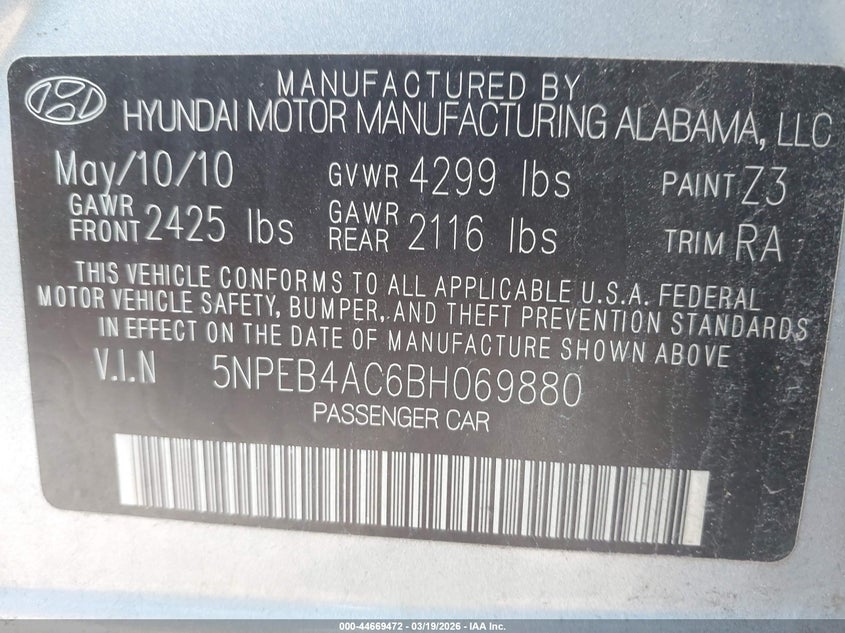 MANUFACTURED BY
HYUNDAI MOTOR MANUFACTURING ALABAMA, LLC
May/10/10 GVWR 4299 lbs PAINT Z3
GAWR FRONT 2425 lbs GAWR REAR 2116 lbs TRIM RA
THIS VEHICLE CONFORMS TO ALL APPLICABLE U.S.A. FEDERAL
MOTOR VEHICLE SAFETY, BUMPER, AND THEFT PREVENTION STANDARDS
IN EFFECT ON THE DATE OF MANUFACTURE SHOWN ABOVE
V.I.N 5NPEB4AC6BH069880
PASSENGER CAR
000-44669472 — 03/19/2026 — IAA Inc.